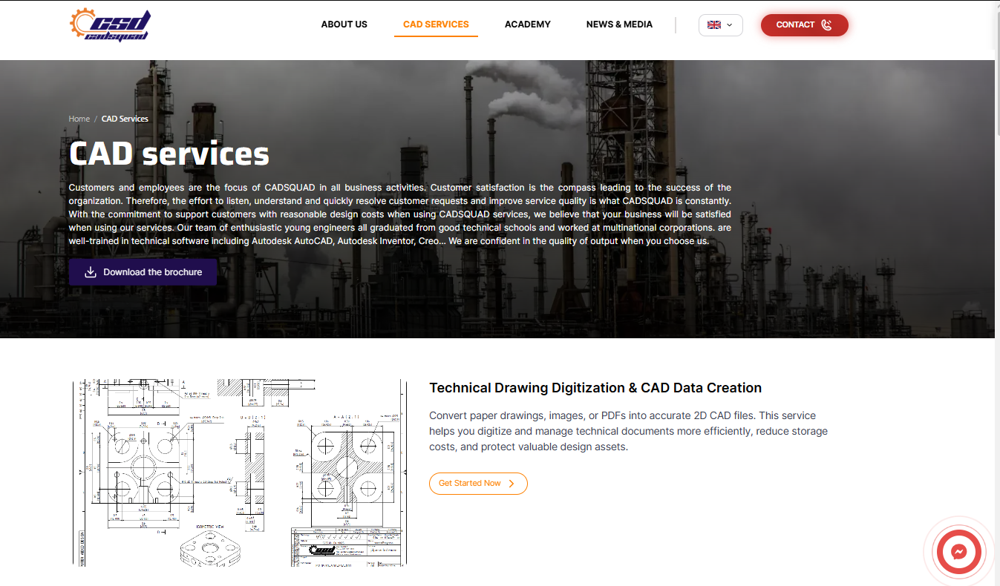 csd
cadsquad
ABOUT US
CAD SERVICES
ACADEMY
NEWS & MEDIA
CONTACT
Home / CAD Services
CAD services
Customers and employees are the focus of CADSQUAD in all business activities. Customer satisfaction is the compass leading to the success of the
organization. Therefore, the effort to listen, understand and quickly resolve customer requests and improve service quality is what CADSQUAD is constantly.
With the commitment to support customers with reasonable design costs when using CADSQUAD services, we believe that your business will be satisfied
when using our services. Our team of enthusiastic young engineers all graduated from good technical schools and worked at multinational corporations. are
well-trained in technical software including Autodesk AutoCAD, Autodesk Inventor, Creo... We are confident in the quality of output when you choose us.
Download the brochure
Technical Drawing Digitization & CAD Data Creation
Convert paper drawings, images, or PDFs into accurate 2D CAD files. This service
helps you digitize and manage technical documents more efficiently, reduce storage
costs, and protect valuable design assets.
Get Started Now
A-A(2:1)
ISOMETRIC VIEW